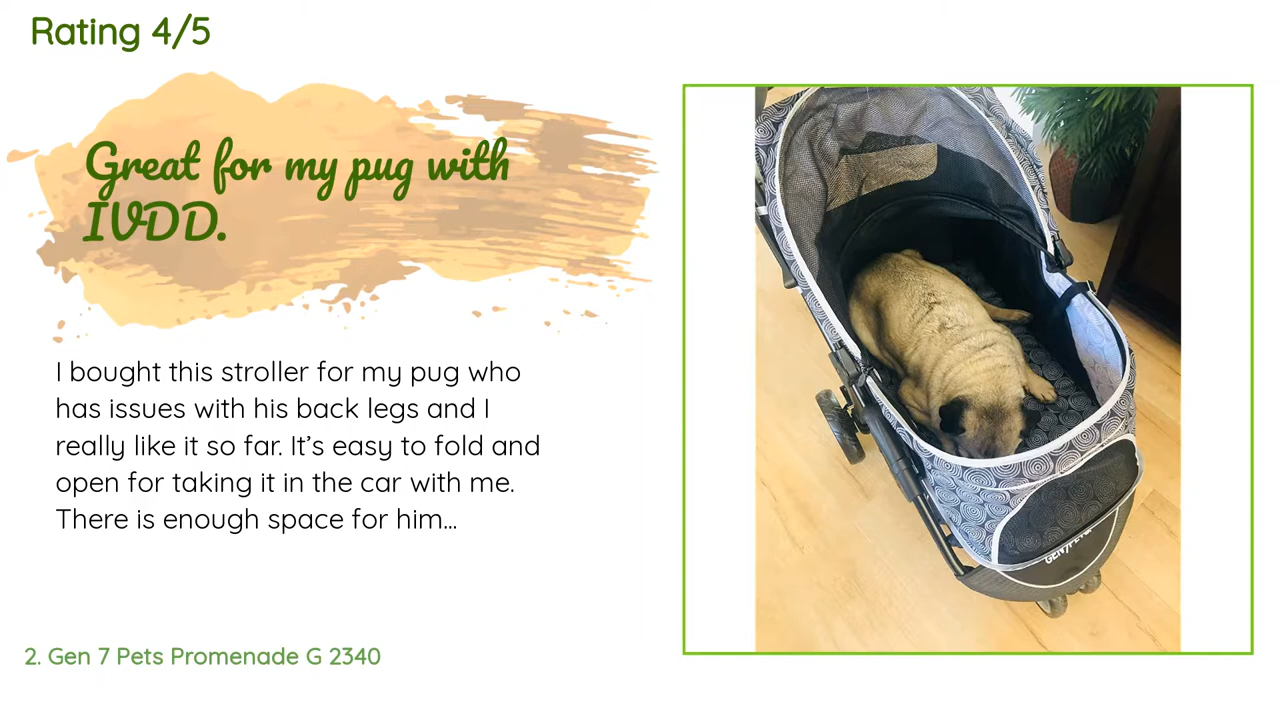 Rating 4/5
Great for my pug with
IVDD.
I bought this stroller for my pug who
has issues with his back legs and I
really like it so far. It’s easy to fold and
open for taking it in the car with me.
There is enough space for him...
GEN7PETS
2. Gen 7 Pets Promenade G 2340